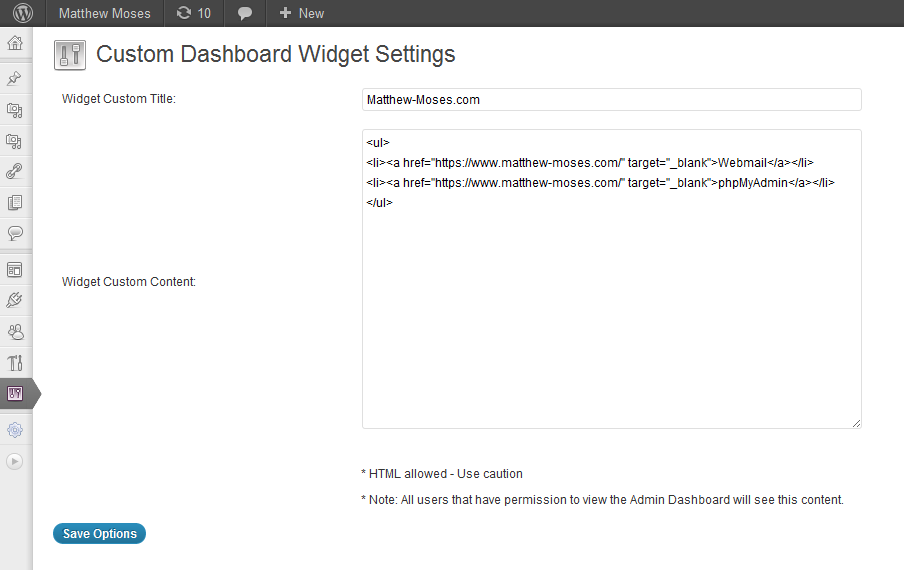 Matthew Moses 10 New
Custom Dashboard Widget Settings
Widget Custom Title:
Matthew-Moses.com
<ul>
<li><a href="https://www.matthew-moses.com/" target="_blank">Webmail</a></li>
<li><a href="https://www.matthew-moses.com/" target="_blank">phpMyAdmin</a></li>
</ul>
Widget Custom Content:
* HTML allowed - Use caution
* Note: All users that have permission to view the Admin Dashboard will see this content.
Save Options